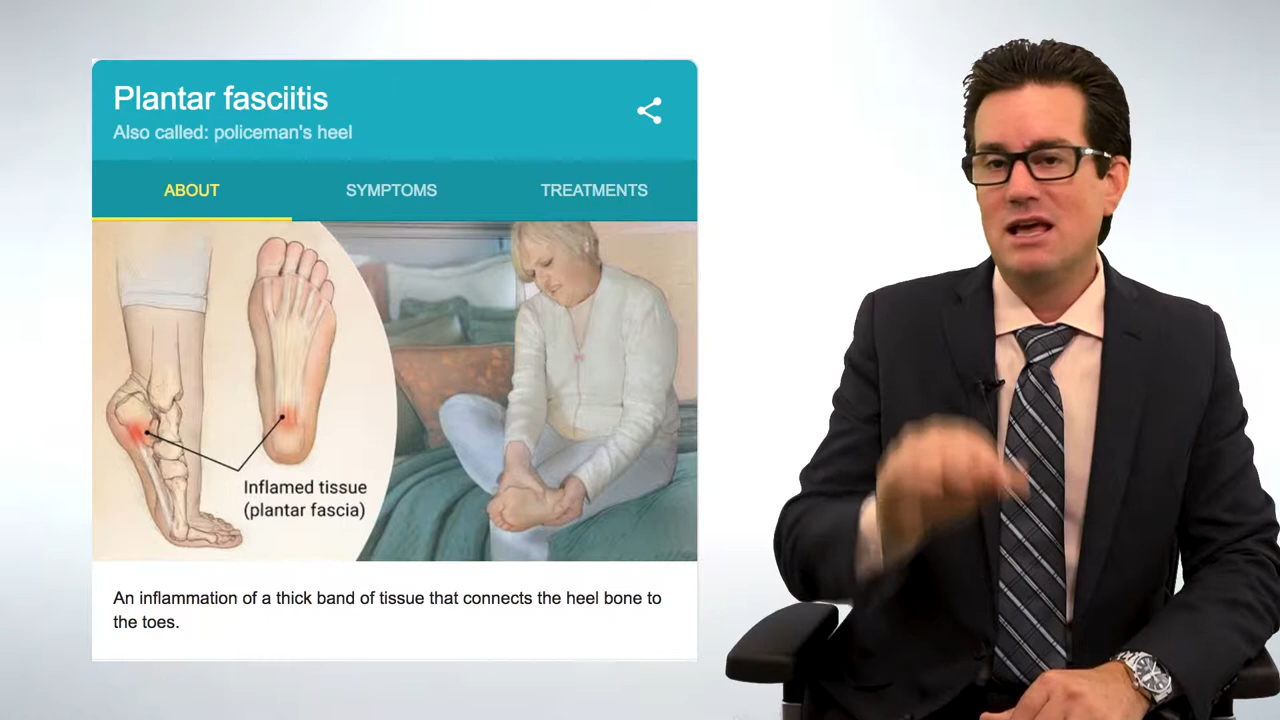 Plantar fasciitis
Also called: policeman's heel
ABOUT
SYMPTOMS
TREATMENTS
Inflamed tissue
(plantar fascia)
An inflammation of a thick band of tissue that connects the heel bone to
the toes.